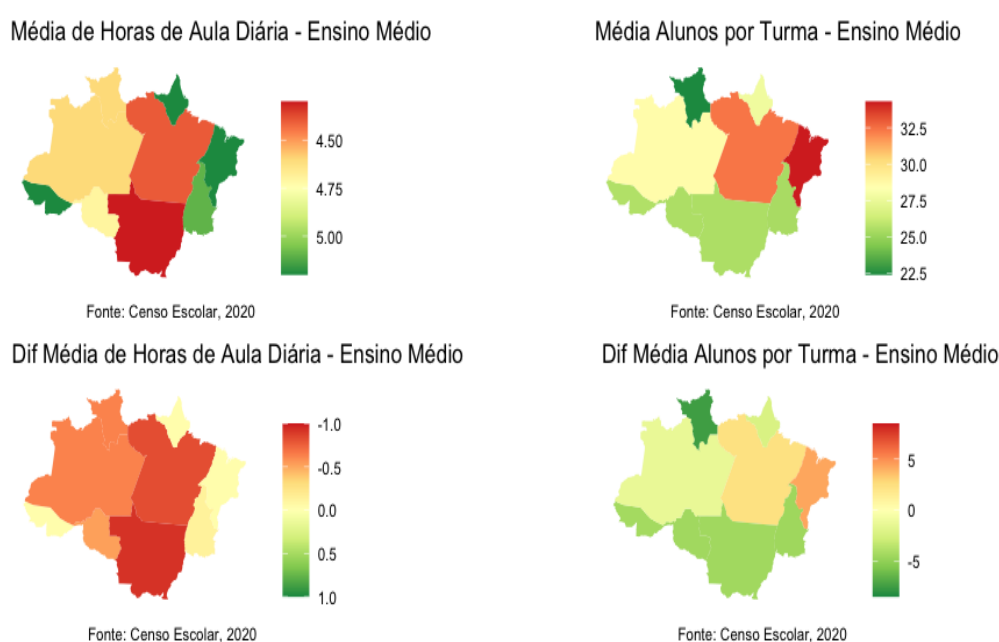 Média de Horas de Aula Diária - Ensino Médio
4.50
4.75
5.00
Fonte: Censo Escolar, 2020
Média Alunos por Turma - Ensino Médio
32.5
30.0
27.5
25.0
22.5
Fonte: Censo Escolar, 2020
Dif Média de Horas de Aula Diária - Ensino Médio
-1.0
-0.5
0.0
0.5
1.0
Fonte: Censo Escolar, 2020
Dif Média Alunos por Turma - Ensino Médio
5
0
-5
Fonte: Censo Escolar, 2020